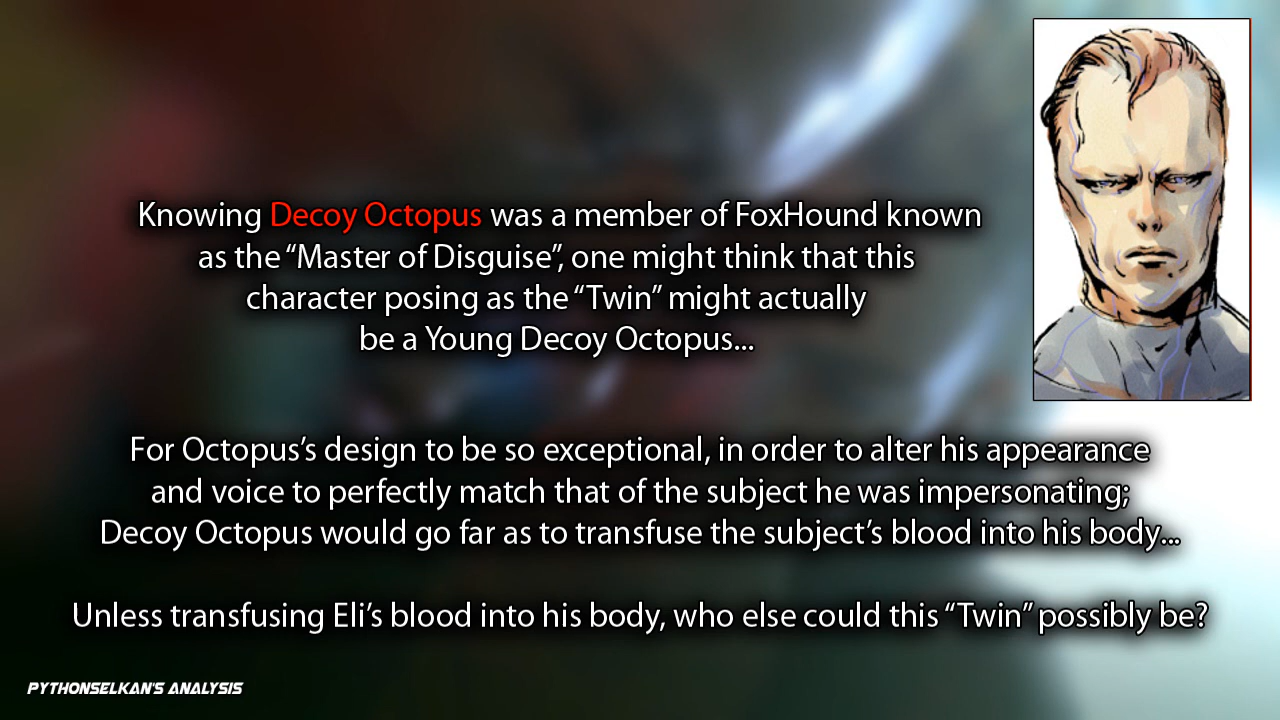 Knowing Decoy Octopus was a member of FoxHound known
as the “Master of Disguise”, one might think that this
character posing as the “Twin” might actually
be a Young Decoy Octopus...
For Octopus’s design to be so exceptional, in order to alter his appearance
and voice to perfectly match that of the subject he was impersonating;
Decoy Octopus would go far as to transfuse the subject’s blood into his body...
Unless transfusing Eli’s blood into his body, who else could this “Twin” possibly be?
PYTHONSELKAN'S ANALYSIS